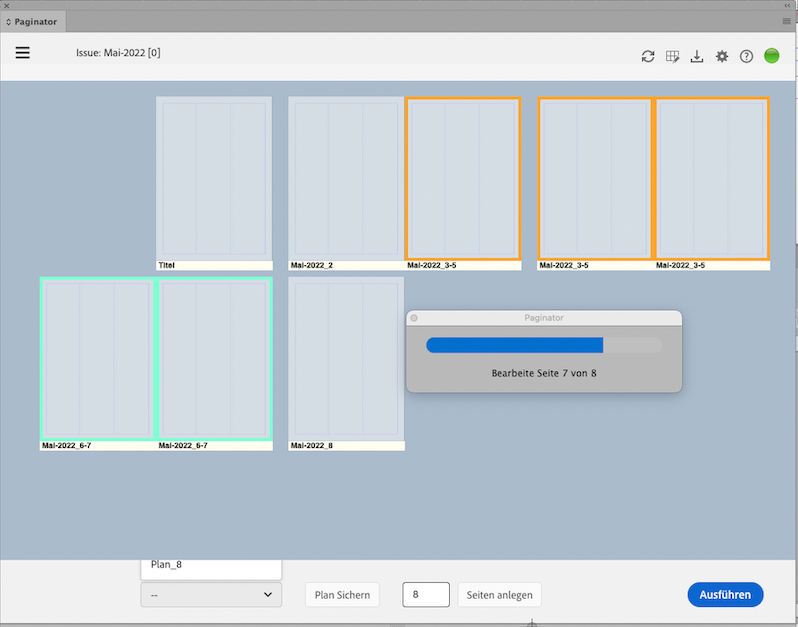 Paginator
Issue: Mai-2022 [0]
Titel
Mai-2022_2
Mai-2022_3-5
Mai-2022_3-5
Mai-2022_3-5
Mai-2022_6-7
Mai-2022_6-7
Mai-2022_8
Paginator
Bearbeite Seite 7 von 8
Plan_8
--
Plan Sichern
8
Seiten anlegen
Ausführen